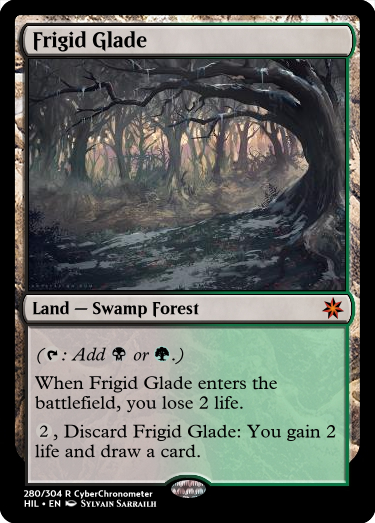 Frigid Glade
Land — Swamp Forest
(: Add or .)
When Frigid Glade enters the
battlefield, you lose 2 life.
2 , Discard Frigid Glade: You gain 2
life and draw a card.
280/304 R CyberChronometer
HIL • EN Sylvain Sarrailh